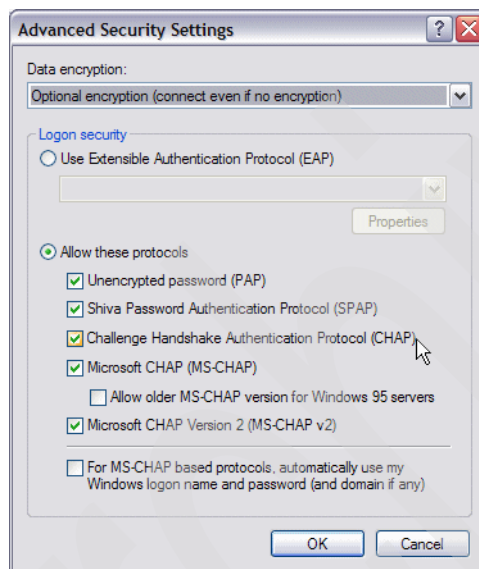 Advanced Security Settings
Data encryption:
Optional encryption (connect even if no encryption)
Logon security
Use Extensible Authentication Protocol (EAP)
Properties
Allow these protocols
Unencrypted password (PAP)
Shiva Password Authentication Protocol (SPAP)
Challenge Handshake Authentication Protocol (CHAP)
Microsoft CHAP (MS-CHAP)
Allow older MS-CHAP version for Windows 95 servers
Microsoft CHAP Version 2 (MS-CHAP v2)
For MS-CHAP based protocols, automatically use my
Windows logon name and password (and domain if any)
OK Cancel